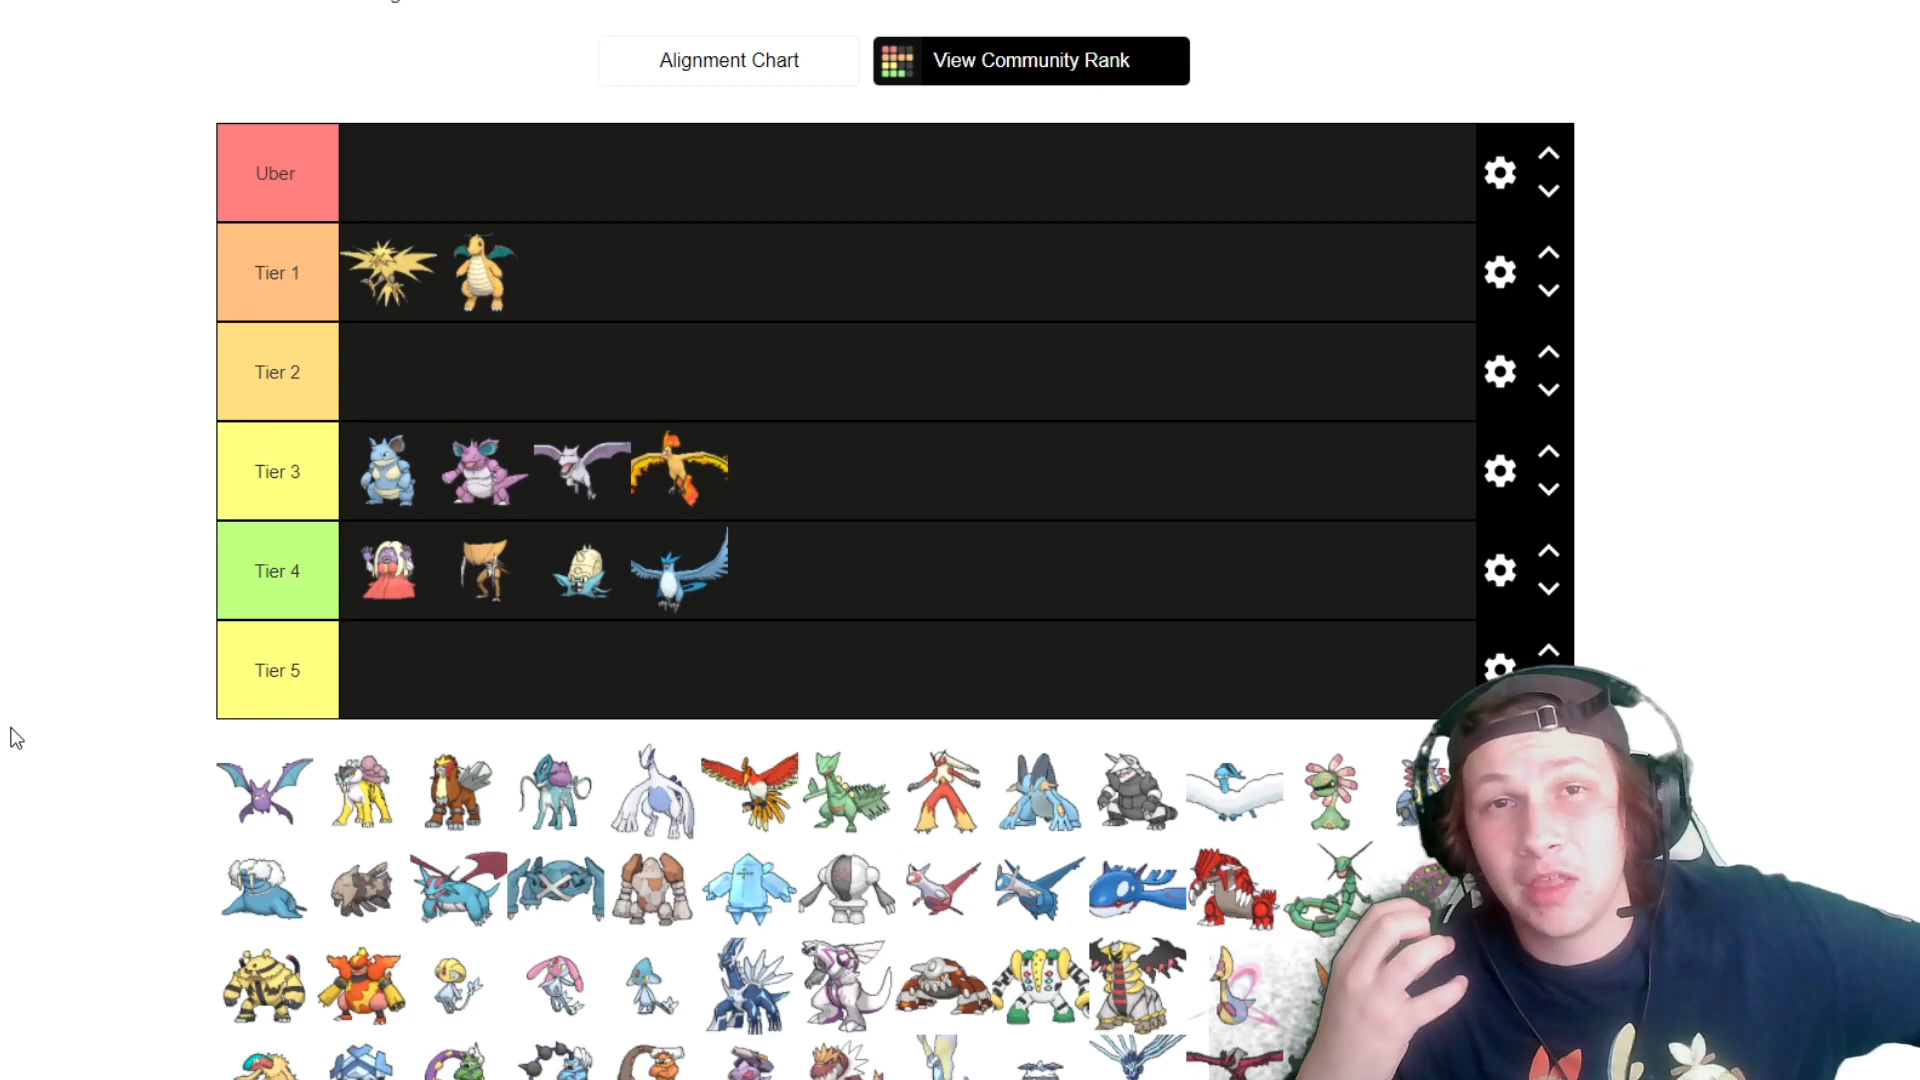 Alignment Chart
View Community Rank
Uber
Tier 1
Tier 2
Tier 3
Tier 4
Tier 5